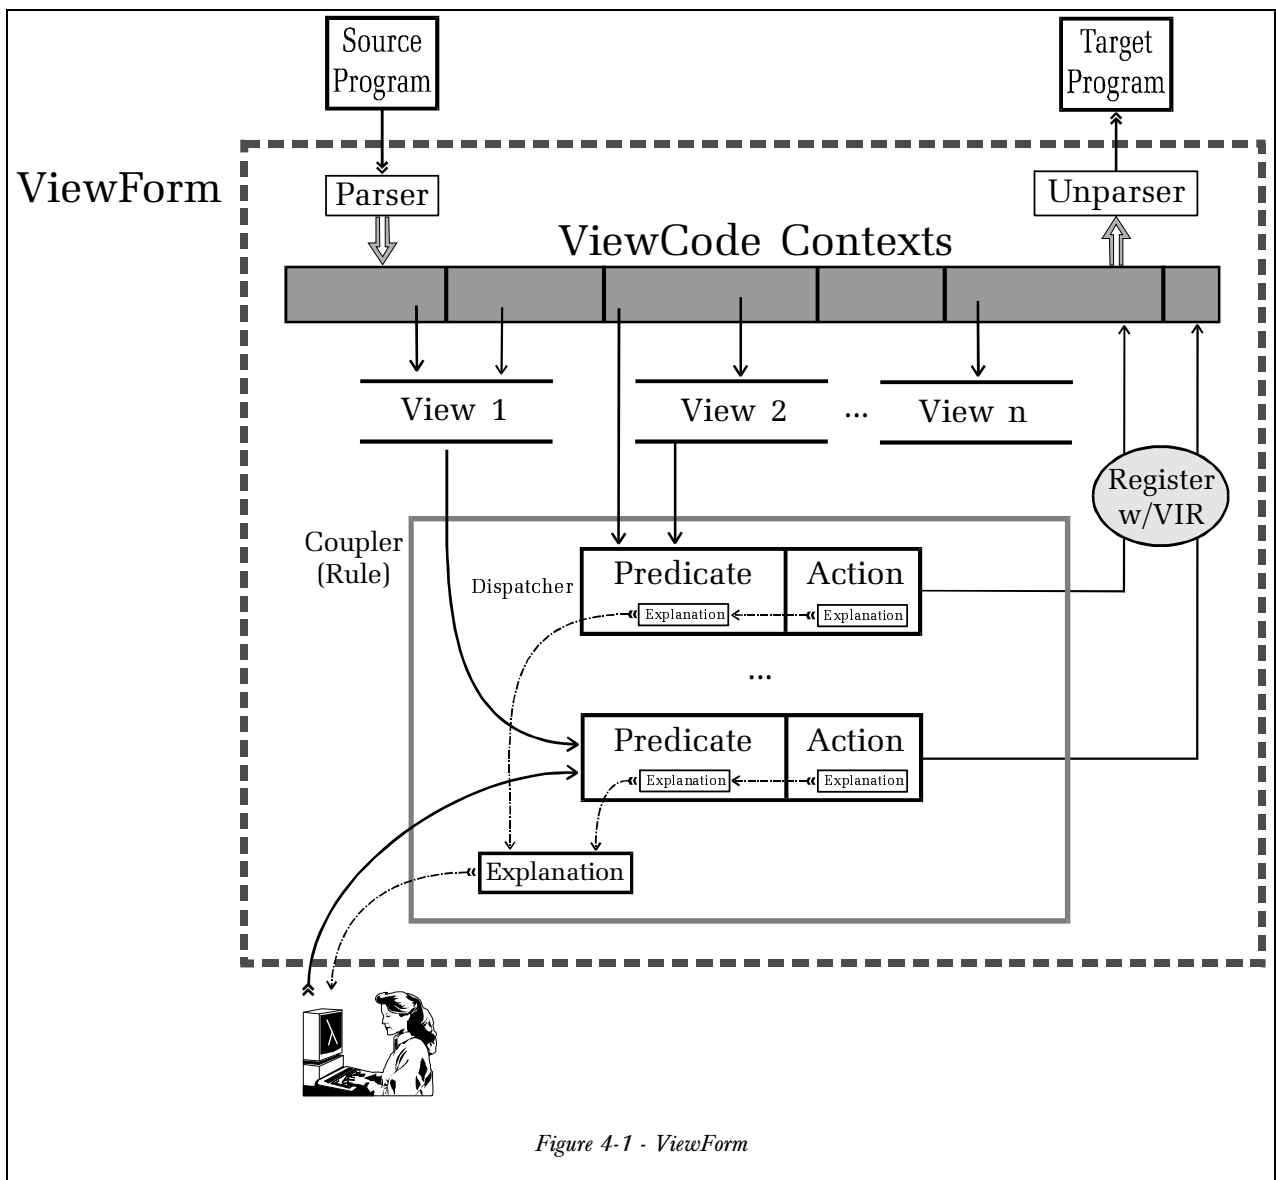 Source
Program
Target
Program
ViewForm
Parser
Unparser
ViewCode Contexts
View 1
View 2
...
View n
Register
w/VIR
Coupler
(Rule)
Dispatcher
Predicate
Action
Explanation
Explanation
...
Predicate
Action
Explanation
Explanation
Explanation
λ
Figure 4-1 - ViewForm